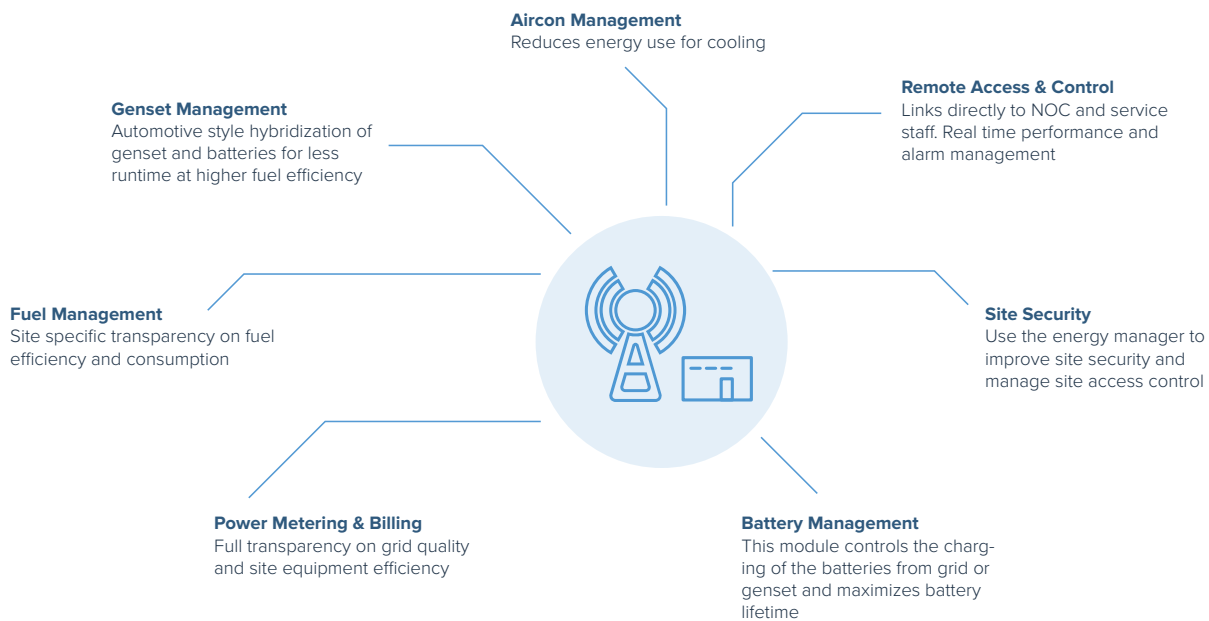 Aircon Management
Reduces energy use for cooling
Remote Access & Control
Links directly to NOC and service
staff. Real time performance and
alarm management
Genset Management
Automotive style hybridization of
genset and batteries for less
runtime at higher fuel efficiency
Fuel Management
Site specific transparency on fuel
efficiency and consumption
Site Security
Use the energy manager to
improve site security and
manage site access control
Power Metering & Billing
Full transparency on grid quality
and site equipment efficiency
Battery Management
This module controls the charg-
ing of the batteries from grid or
genset and maximizes battery
lifetime